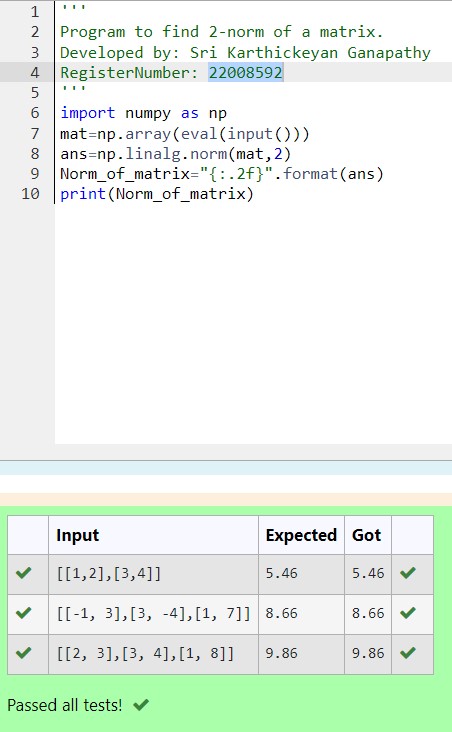 1 '''
2 Program to find 2-norm of a matrix.
3 Developed by: Sri Karthickeyan Ganapathy
4 RegisterNumber: 22008592
5 '''
6 import numpy as np
7 mat=np.array(eval(input()))
8 ans=np.linalg.norm(mat,2)
9 Norm_of_matrix="{:.2f}".format(ans)
10 print(Norm_of_matrix)
Input Expected Got
[[1,2],[3,4]] 5.46 5.46
[[-1, 3],[3, -4],[1, 7]] 8.66 8.66
[[2, 3],[3, 4],[1, 8]] 9.86 9.86
Passed all tests!